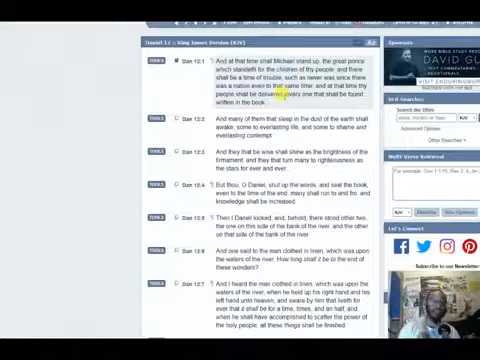 Daniel 12 :: King James Version (KJV)
TOOLS Dan 12:1 ¶ And at that time shall Michael stand up, the great prince
which standeth for the children of thy people: and there
shall be a time of trouble, such as never was since there
was a nation even to that same time: and at that time thy
people shall be delivered, every one that shall be found
written in the book.
TOOLS Dan 12:2 And many of them that sleep in the dust of the earth shall
awake, some to everlasting life, and some to shame and
everlasting contempt.
TOOLS Dan 12:3 And they that be wise shall shine as the brightness of the
firmament; and they that turn many to righteousness as
the stars for ever and ever.
TOOLS Dan 12:4 But thou, O Daniel, shut up the words, and seal the book,
even to the time of the end: many shall run to and fro, and
knowledge shall be increased.
TOOLS Dan 12:5 ¶ Then I Daniel looked, and, behold, there stood other two,
the one on this side of the bank of the river, and the other
on that side of the bank of the river.
TOOLS Dan 12:6 And one said to the man clothed in linen, which was upon
the waters of the river, How long shall it be to the end of
these wonders?
TOOLS Dan 12:7 ¶ And I heard the man clothed in linen, which was upon the
waters of the river, when he held up his right hand and his
left hand unto heaven, and sware by him that liveth for
ever that it shall be for a time, times, and an half; and
when he shall have accomplished to scatter the power of
the holy people, all these things shall be finished.
Sponsors
MORE BIBLE STUDY RESO
DAVID GU
TEXT COMMENTARIES
VISIT ENDURINGWOR
Search the Bible
KJV
Advanced Options
Other Searches >
Multi-Verse Retrieval
KJV Retrieve Site Options
Let's Connect
Subscribe to our Newsletter